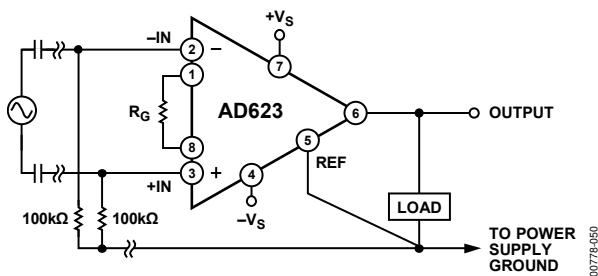 +VS
–IN
2
–
7
1
RG
AD623
6
OUTPUT
8
5
REF
3
+
4
+IN
–VS
100kΩ
100kΩ
LOAD
TO POWER
SUPPLY
GROUND
00778-050